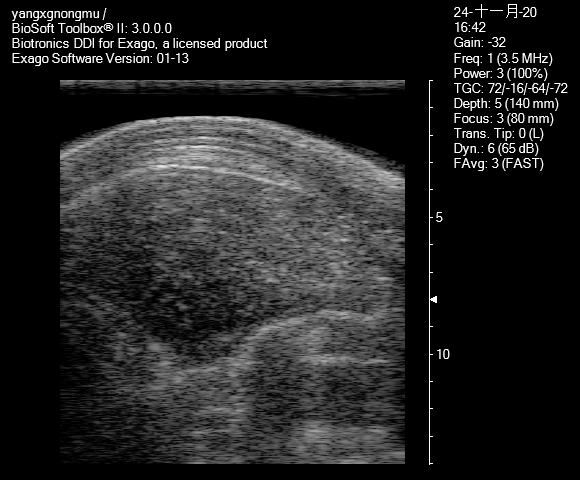 yangxgnongmu /
BioSoft Toolbox® II: 3.0.0.0
Biotronics DDI for Exago, a licensed product
Exago Software Version: 01-13
24-十一月-20
16:42
Gain: -32
Freq: 1 (3.5 MHz)
Power: 3 (100%)
TGC: 72/-16/-64/-72
Depth: 5 (140 mm)
Focus: 3 (80 mm)
Trans. Tip: 0 (L)
Dyn.: 6 (65 dB)
FAvg: 3 (FAST)
5
10